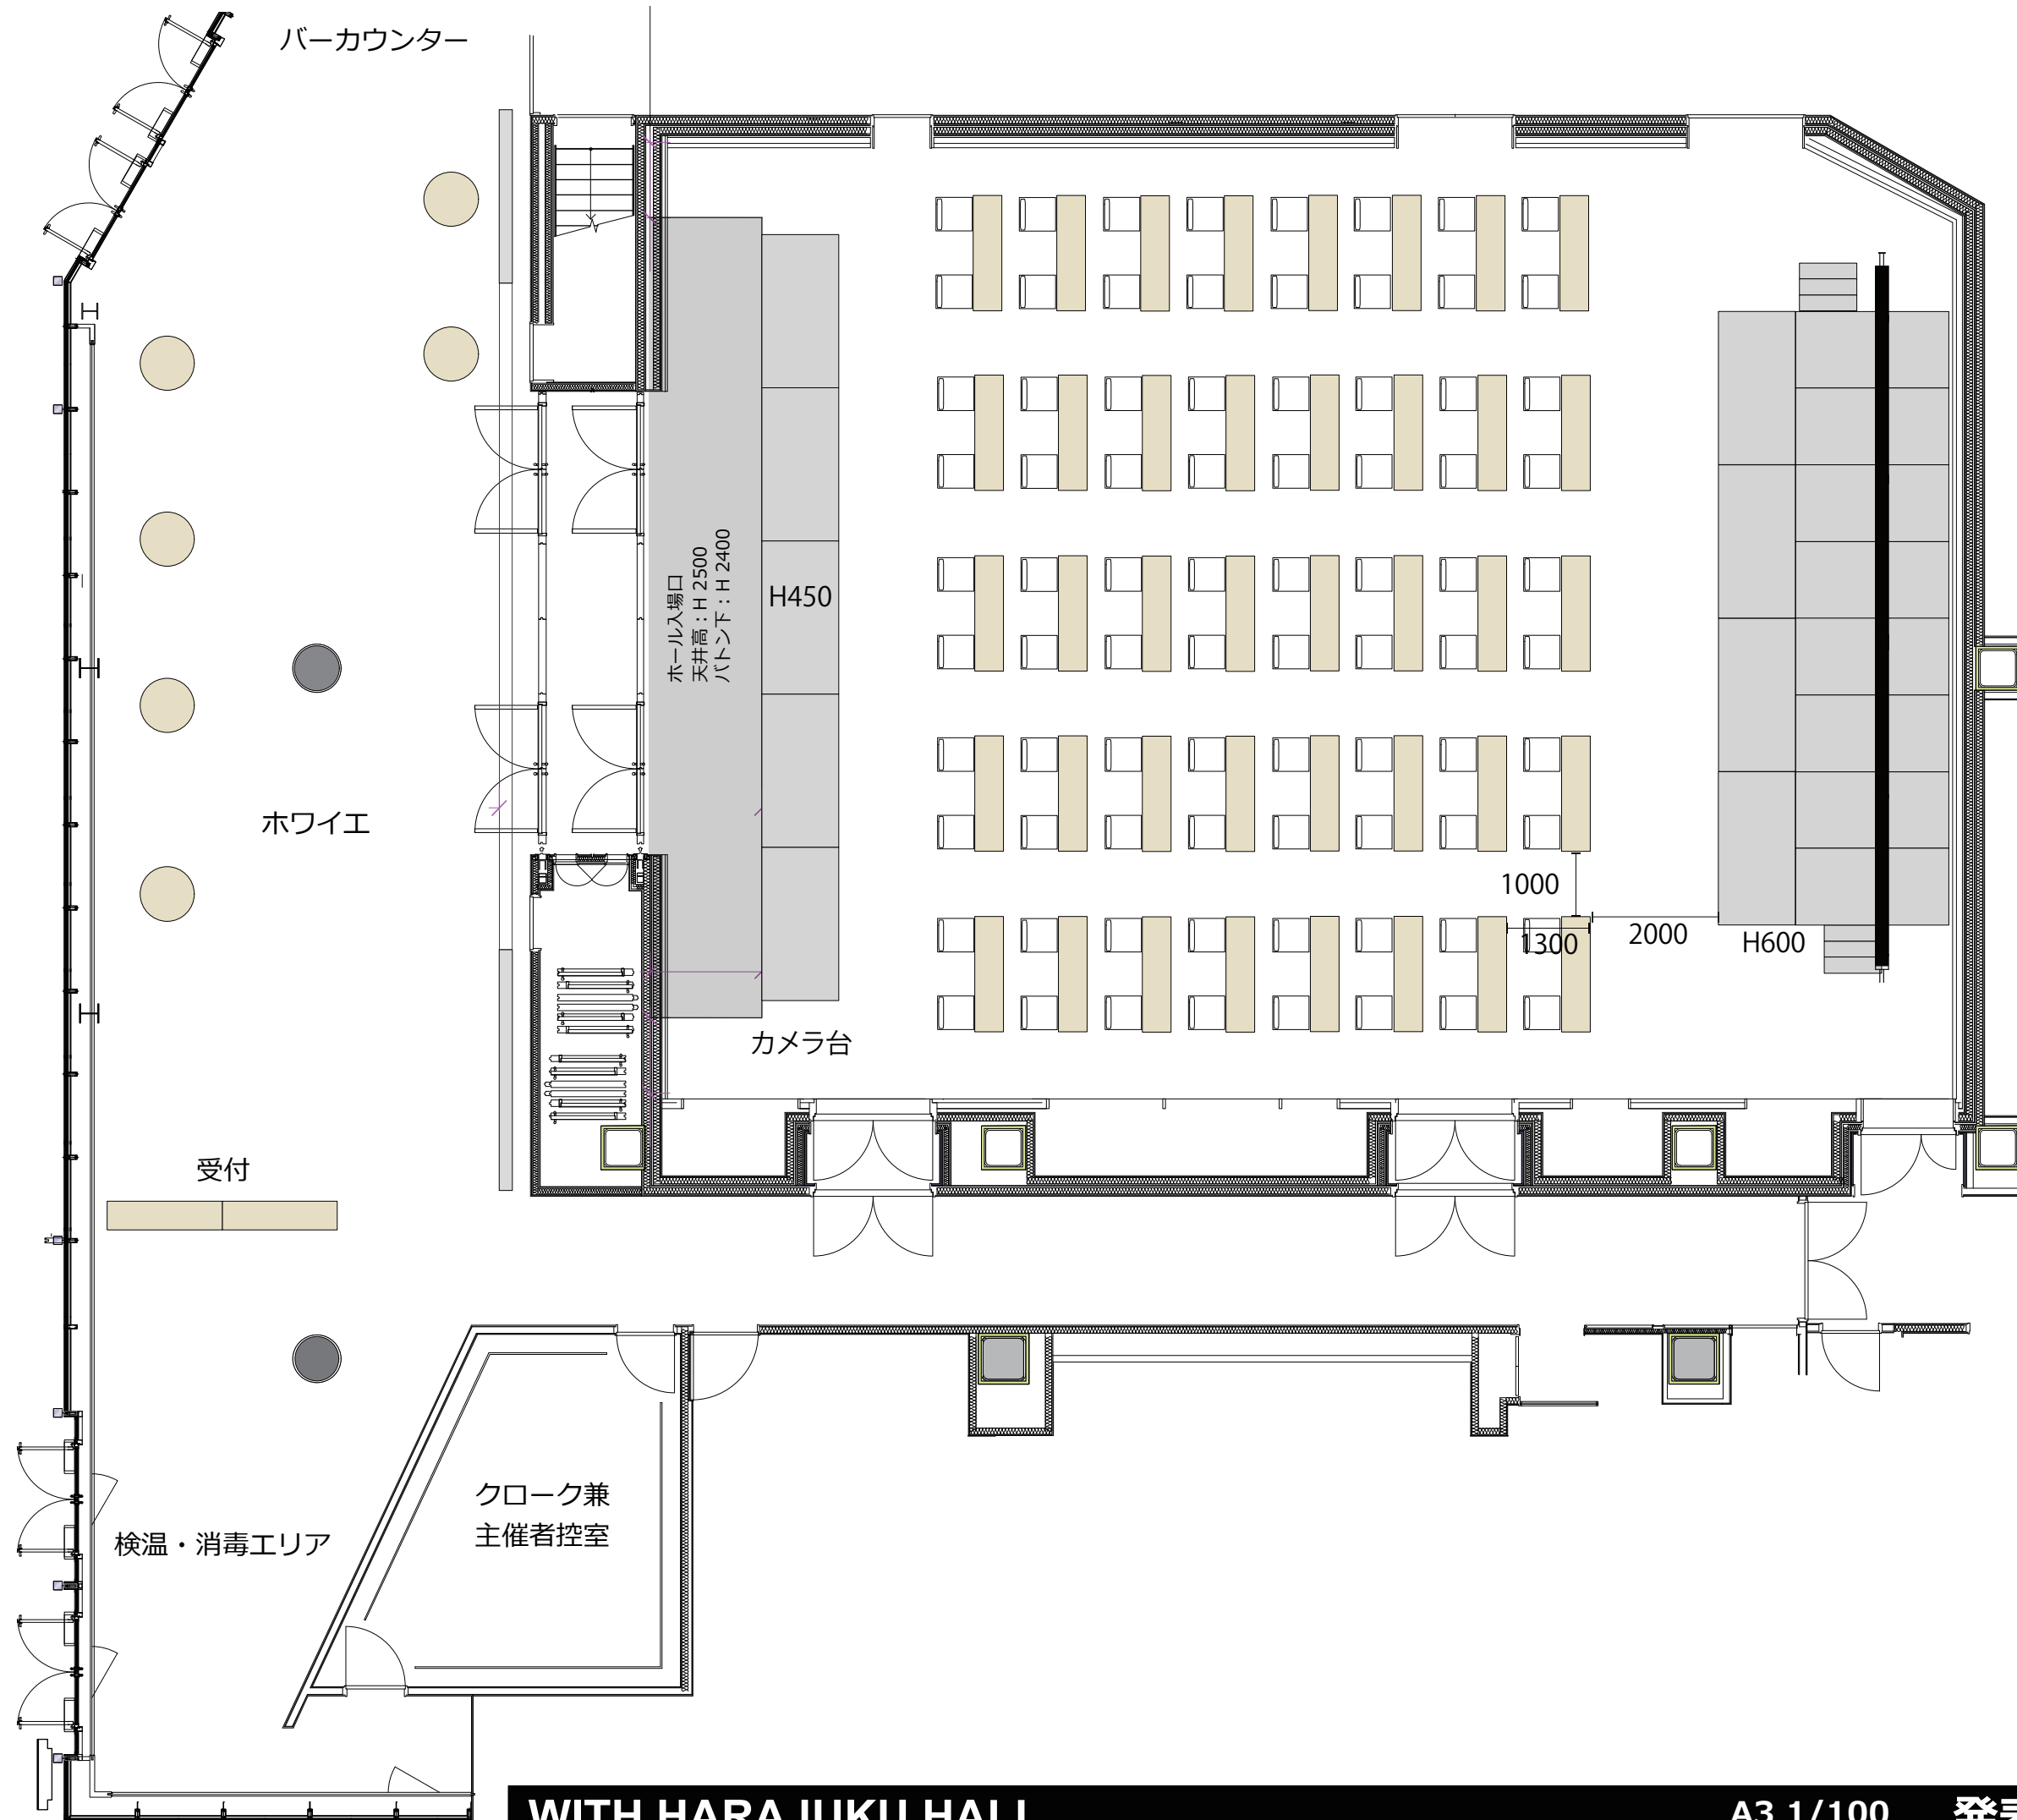 バーカウンター
ホール入場口
天井高：H 2500
バトン下：H 2400
H450
ホワイエ
1000
1300
2000
H600
カメラ台
受付
クローク兼
主催者控室
検温・消毒エリア
WITH HARAJUKU HALL
A3 1/100